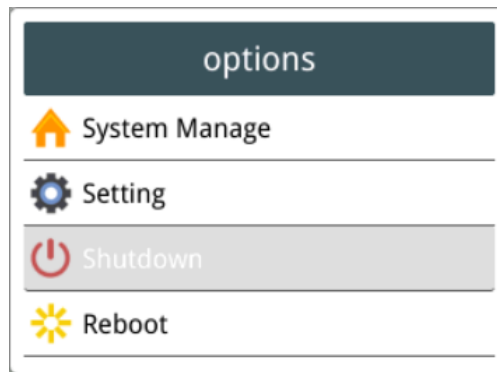 options
System Manage
Setting
Shutdown
Reboot